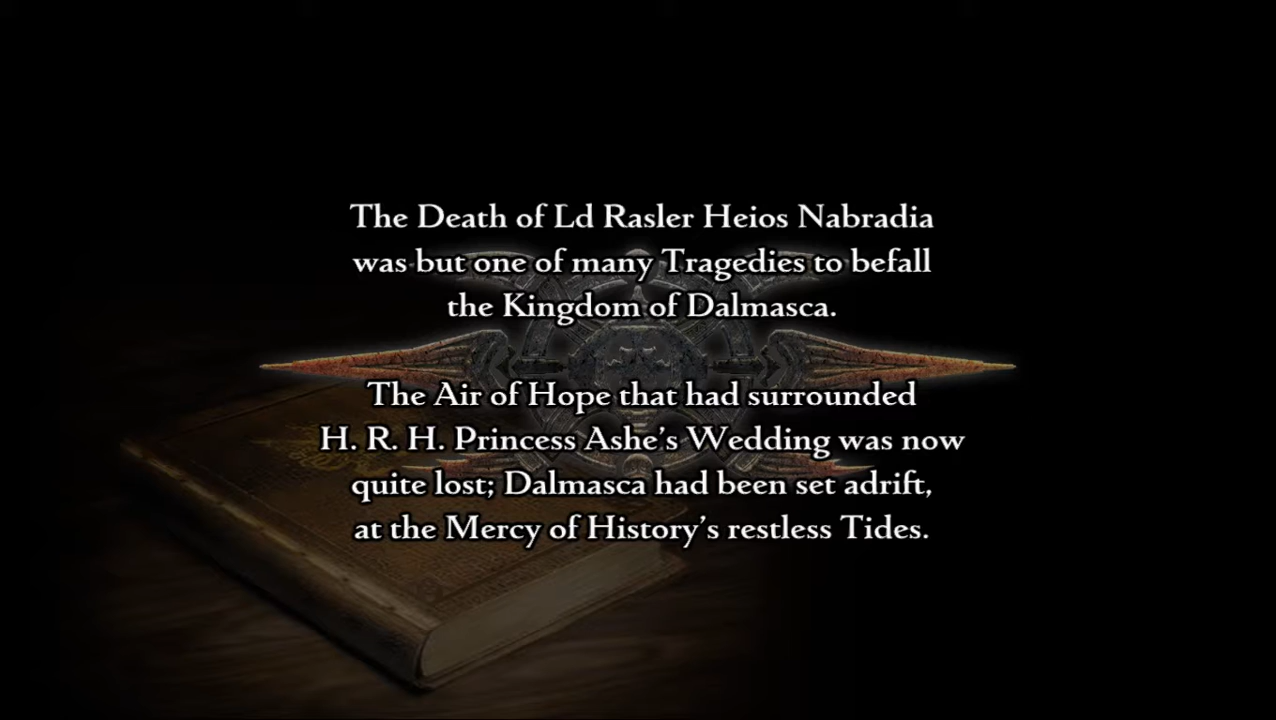 The Death of Ld Rasler Heios Nabradia
was but one of many Tragedies to befall
the Kingdom of Dalmasca.
The Air of Hope that had surrounded
H. R. H. Princess Ashe's Wedding was now
quite lost; Dalmasca had been set adrift,
at the Mercy of History's restless Tides.